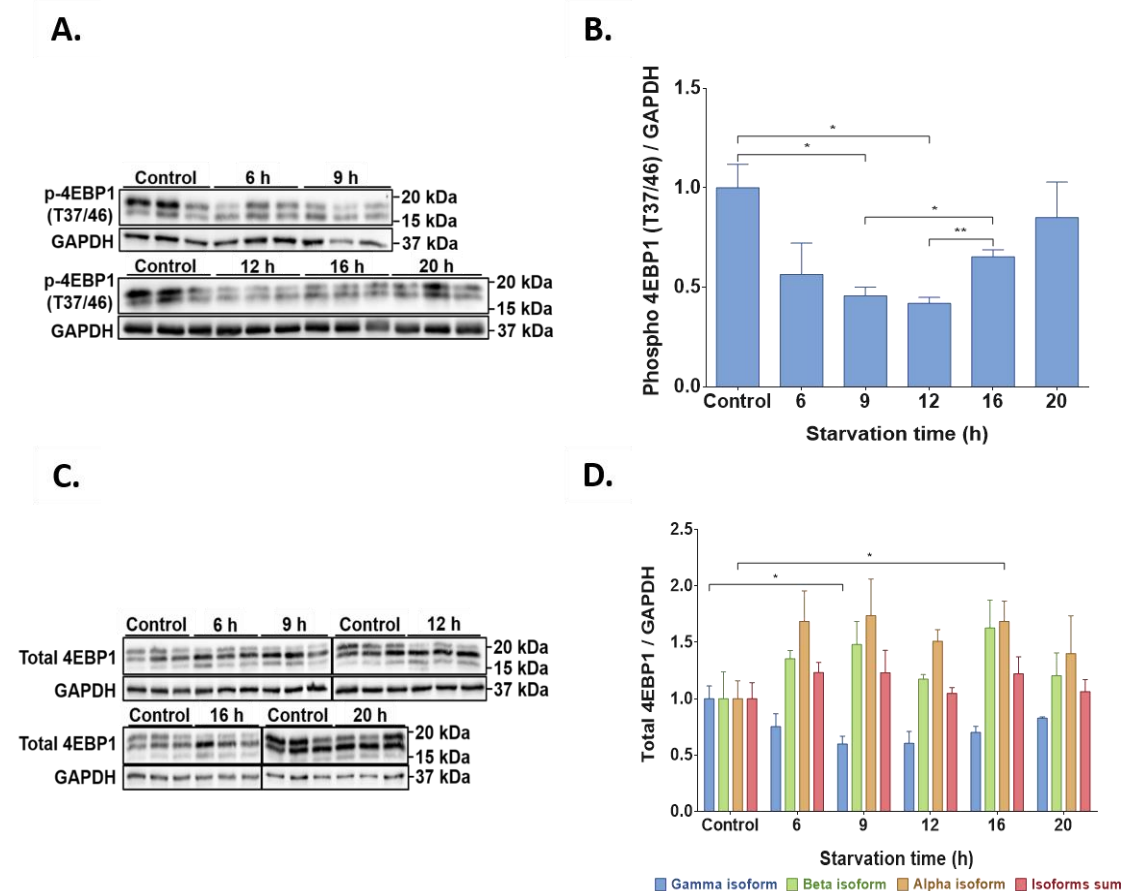 A.
Control 6 h 9 h
p-4EBP1
(T37/46)
20 kDa
15 kDa
GAPDH
37 kDa
Control 12 h 16 h 20 h
p-4EBP1
(T37/46)
20 kDa
15 kDa
GAPDH
37 kDa
B.
Phospho 4EBP1 (T37/46) / GAPDH
1.5
1.0
0.5
0.0
*
*
*
**
Control 6 9 12 16 20
Starvation time (h)
C.
Control 6 h 9 h Control 12 h
Total 4EBP1
20 kDa
15 kDa
GAPDH
37 kDa
Control 16 h Control 20 h
Total 4EBP1
20 kDa
15 kDa
GAPDH
37 kDa
D.
Total 4EBP1 / GAPDH
2.5
2.0
1.5
1.0
0.5
0.0
*
*
Control 6 9 12 16 20
Starvation time (h)
Gamma isoform Beta isoform Alpha isoform Isoforms sum